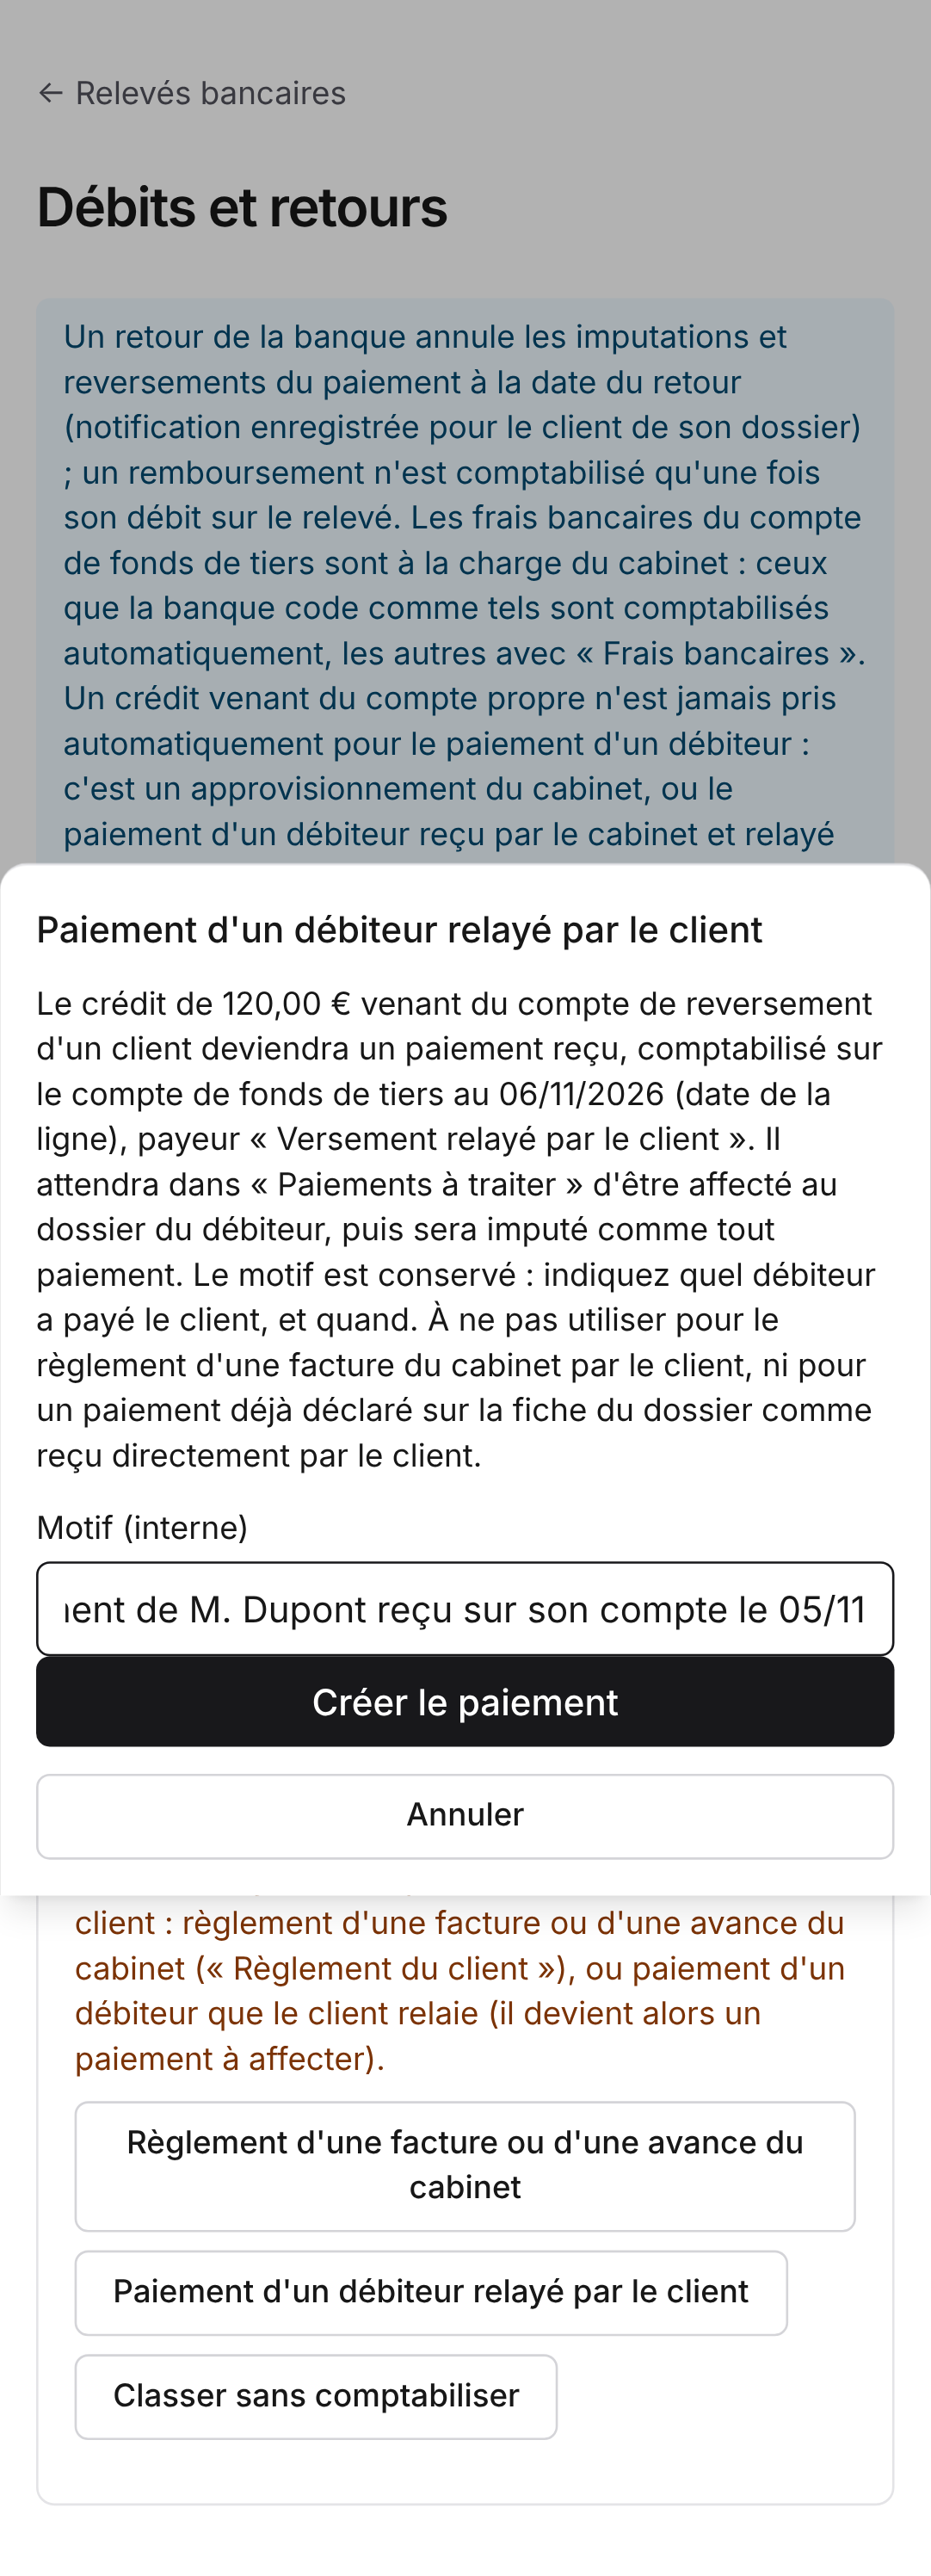 ← Relevés bancaires
Débits et retours
Un retour de la banque annule les imputations et
reversements du paiement à la date du retour
(notification enregistrée pour le client de son dossier)
; un remboursement n'est comptabilisé qu'une fois
son débit sur le relevé. Les frais bancaires du compte
de fonds de tiers sont à la charge du cabinet : ceux
que la banque code comme tels sont comptabilisés
automatiquement, les autres avec « Frais bancaires ».
Un crédit venant du compte propre n'est jamais pris
automatiquement pour le paiement d'un débiteur :
c'est un approvisionnement du cabinet, ou le
paiement d'un débiteur reçu par le cabinet et relayé
Paiement d'un débiteur relayé par le client
Le crédit de 120,00 € venant du compte de reversement
d'un client deviendra un paiement reçu, comptabilisé sur
le compte de fonds de tiers au 06/11/2026 (date de la
ligne), payeur « Versement relayé par le client ». Il
attendra dans « Paiements à traiter » d'être affecté au
dossier du débiteur, puis sera imputé comme tout
paiement. Le motif est conservé : indiquez quel débiteur
a payé le client, et quand. À ne pas utiliser pour le
règlement d'une facture du cabinet par le client, ni pour
un paiement déjà déclaré sur la fiche du dossier comme
reçu directement par le client.
Motif (interne)
de M. Dupont reçu sur son compte le 05/11
Créer le paiement
Annuler
client : règlement d'une facture ou d'une avance du
cabinet (« Règlement du client »), ou paiement d'un
débiteur que le client relaie (il devient alors un
paiement à affecter).
Règlement d'une facture ou d'une avance du
cabinet
Paiement d'un débiteur relayé par le client
Classer sans comptabiliser